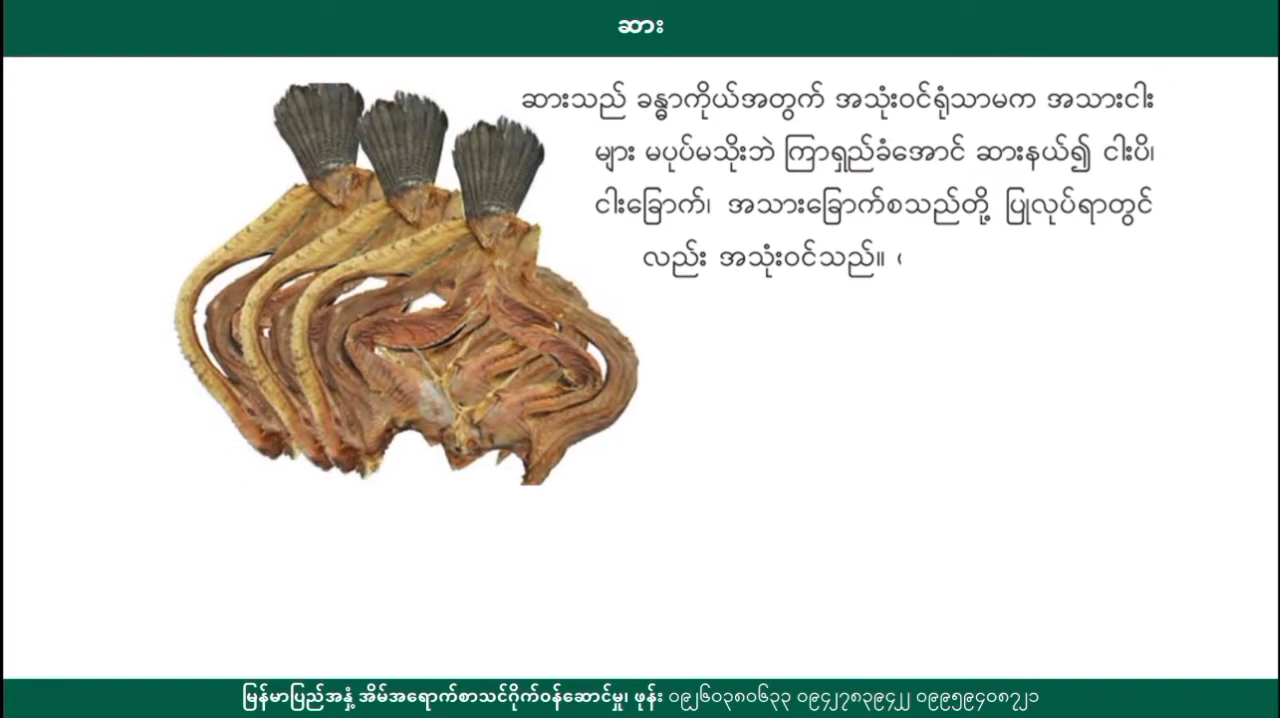 ဆား
ဆားသည် ခန္ဓာကိုယ်အတွက် အသုံးဝင်ရုံသာမက အသားငါး
များ မပုပ်မသိုးဘဲ ကြာရှည်ခံအောင် ဆားနယ်၍ ငါးပိ၊
ငါးခြောက်၊ အသားခြောက်စသည်တို့ ပြုလုပ်ရာတွင်
လည်း အသုံးဝင်သည်။
မြန်မာပြည်အနှံ့ အိမ်အရောက်စာသင်ဂိုက်ဝန်ဆောင်မှု၊ ဖုန်း ၀၉၂၆၀၃၈၀၆၃၃ ၀၉၄၂၇၈၃၉၄၂၂ ၀၉၉၅၉၄၀၈၇၂၁